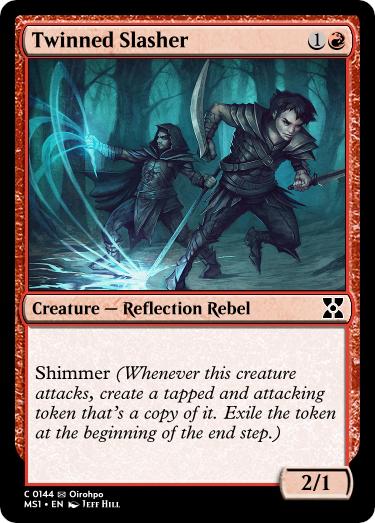 Twinned Slasher 1
Creature — Reflection Rebel
Shimmer (Whenever this creature
attacks, create a tapped and attacking
token that's a copy of it. Exile the token
at the beginning of the end step.)
2/1
C 0144 Oirohpo
MS1 • EN Jeff Hill